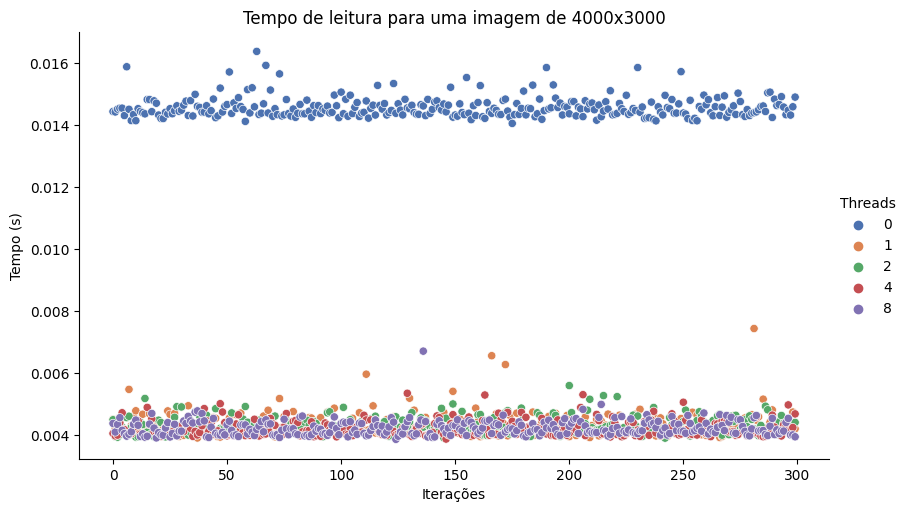 Tempo de leitura para uma imagem de 4000x3000
0.016
0.014
0.012
0.010
0.008
0.006
0.004
Tempo (s)
0 50 100 150 200 250 300
Iterações
Threads
0
1
2
4
8